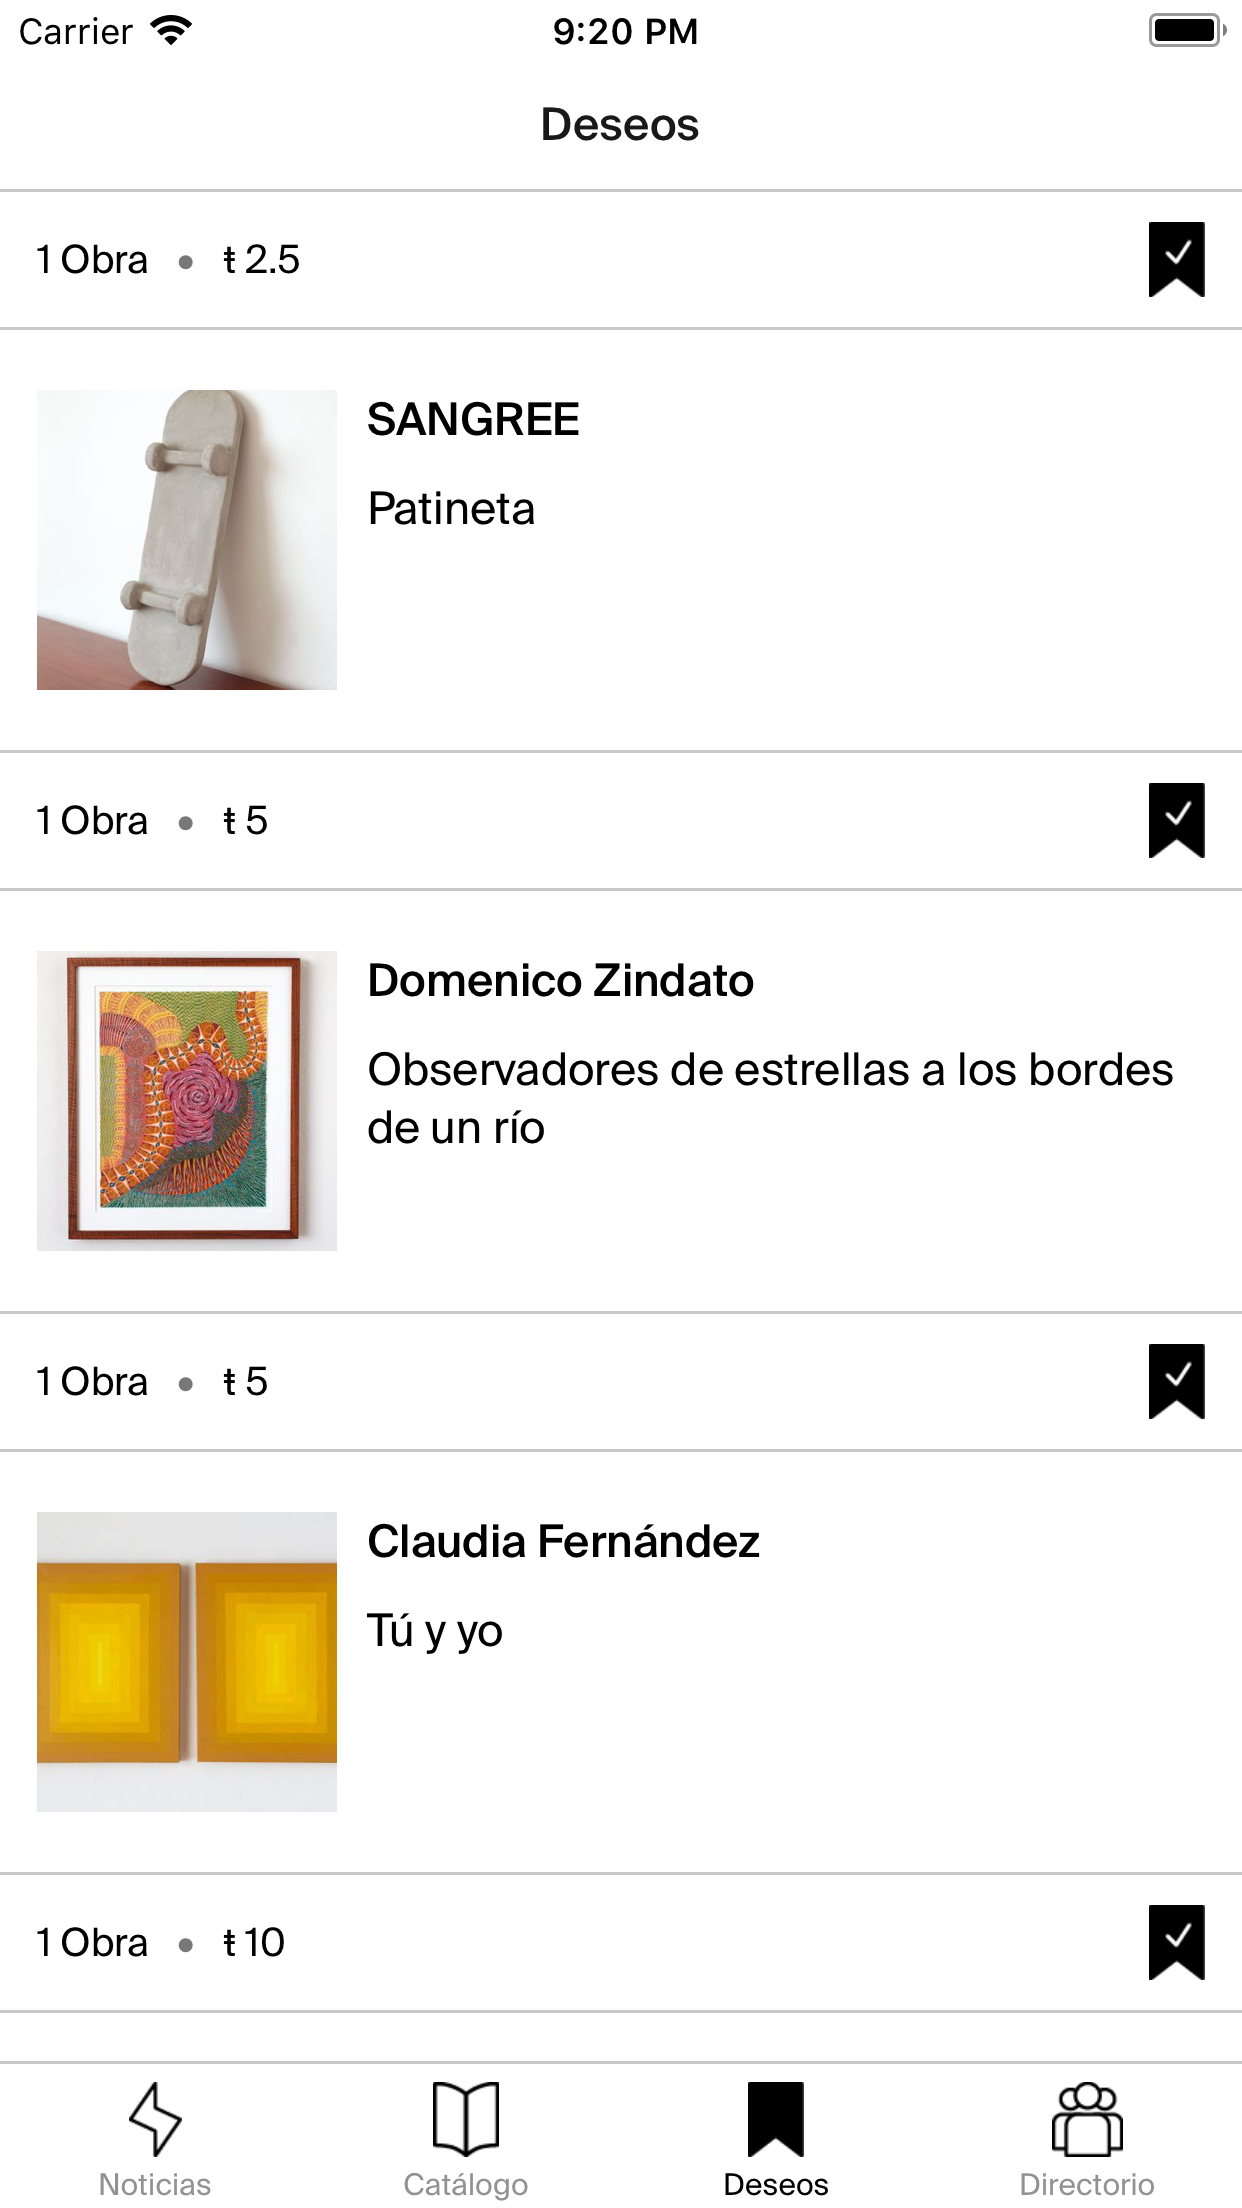 Carrier 9:20 PM
Deseos
1 Obra • ŧ 2.5
SANGREE
Patineta
1 Obra • ŧ 5
Domenico Zindato
Observadores de estrellas a los bordes
de un río
1 Obra • ŧ 5
Claudia Fernández
Tú y yo
1 Obra • ŧ 10
Noticias Catálogo Deseos Directorio